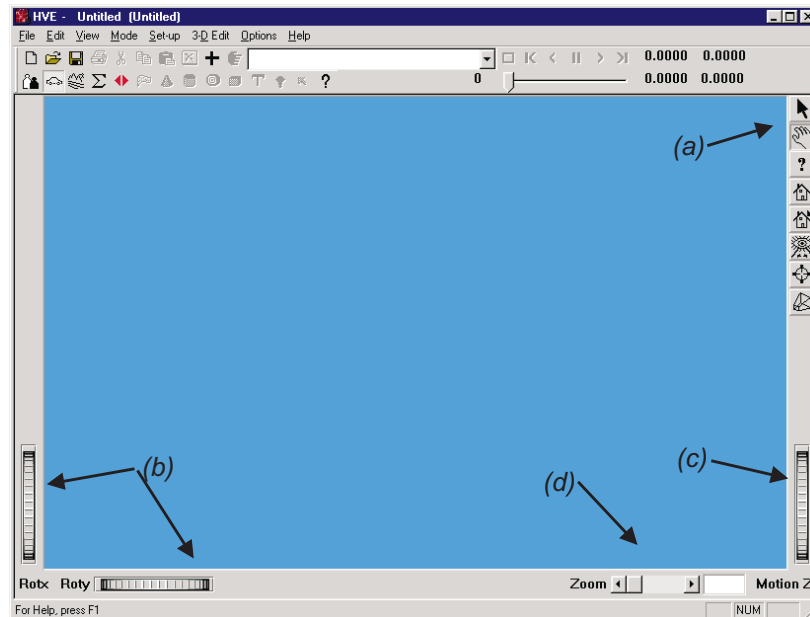 HVE - Untitled (Untitled)
File Edit View Mode Set-up 3-D Edit Options Help
0.0000 0.0000
? 0 0.0000 0.0000
(a)
?
(b)
(c)
(d)
Rotx Roty Zoom Motion Z
For Help, press F1 NUM